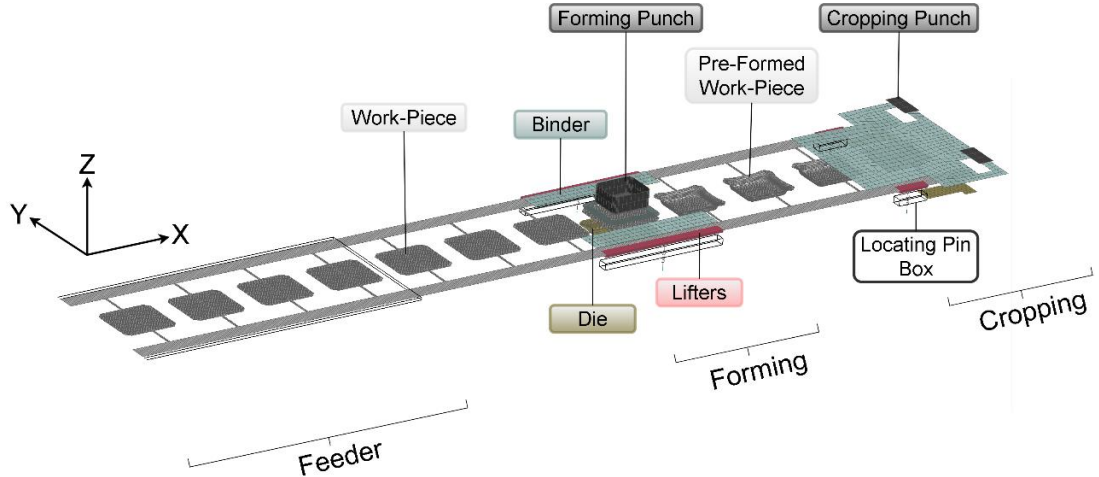 Forming Punch
Cropping Punch
Pre-Formed
Work-Piece
Work-Piece
Binder
Z
Y
X
Locating Pin
Box
Lifters
Die
Cropping
Forming
Feeder